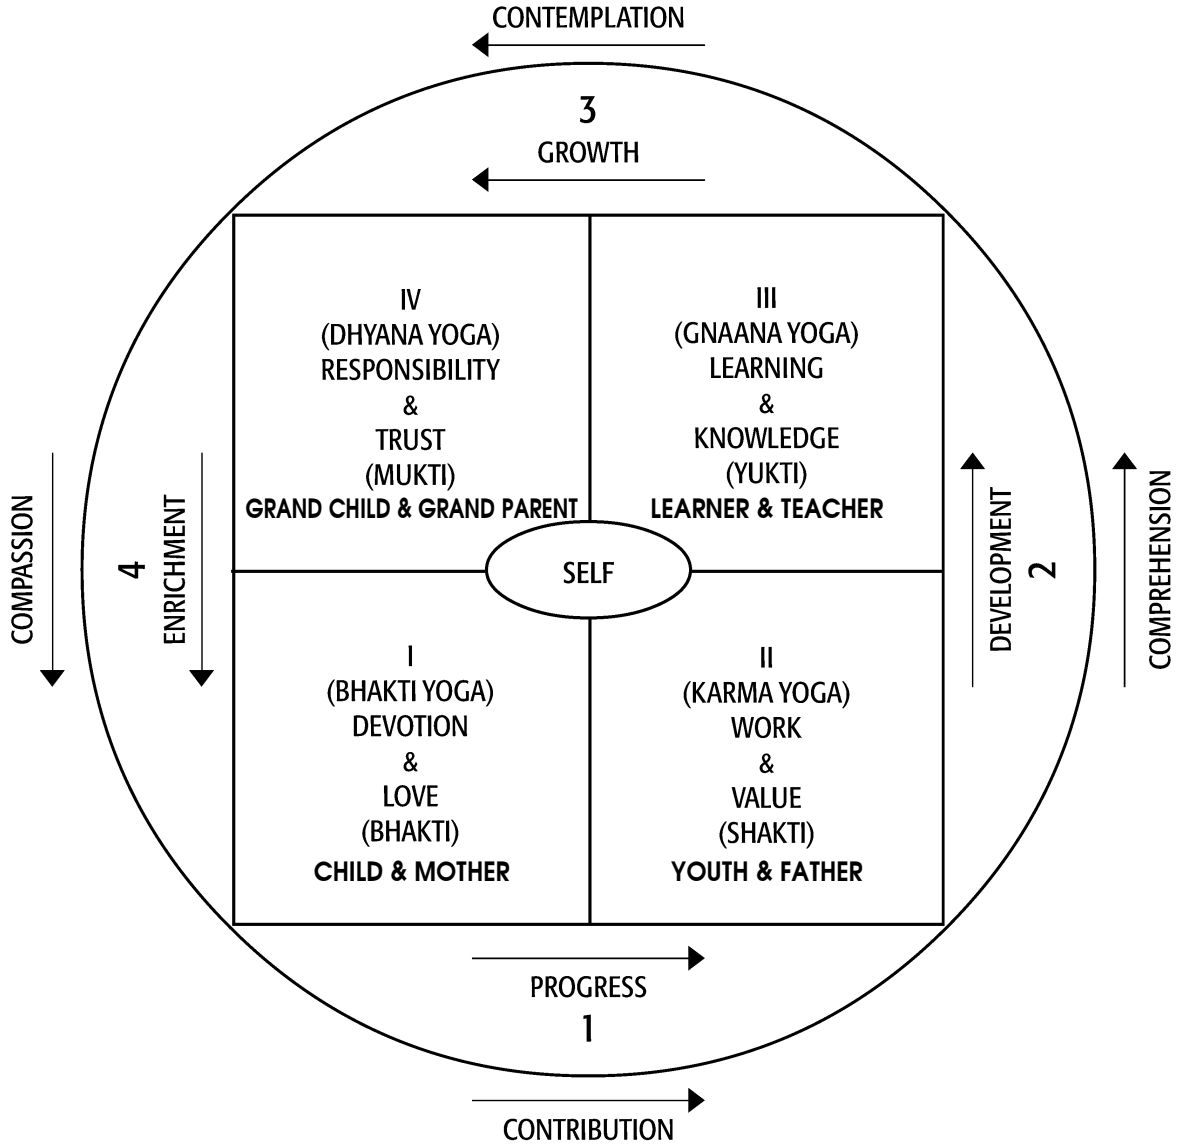 CONTEMPLATION
3
GROWTH
IV
(DHYANA YOGA)
RESPONSIBILITY
&
TRUST
(MUKTI)
GRAND CHILD & GRAND PARENT
III
(GNAANA YOGA)
LEARNING
&
KNOWLEDGE
(YUKTI)
LEARNER & TEACHER
COMPASSION
4
ENRICHMENT
SELF
DEVELOPMENT
2
COMPREHENSION
I
(BHAKTI YOGA)
DEVOTION
&
LOVE
(BHAKTI)
CHILD & MOTHER
II
(KARMA YOGA)
WORK
&
VALUE
(SHAKTI)
YOUTH & FATHER
PROGRESS
1
CONTRIBUTION